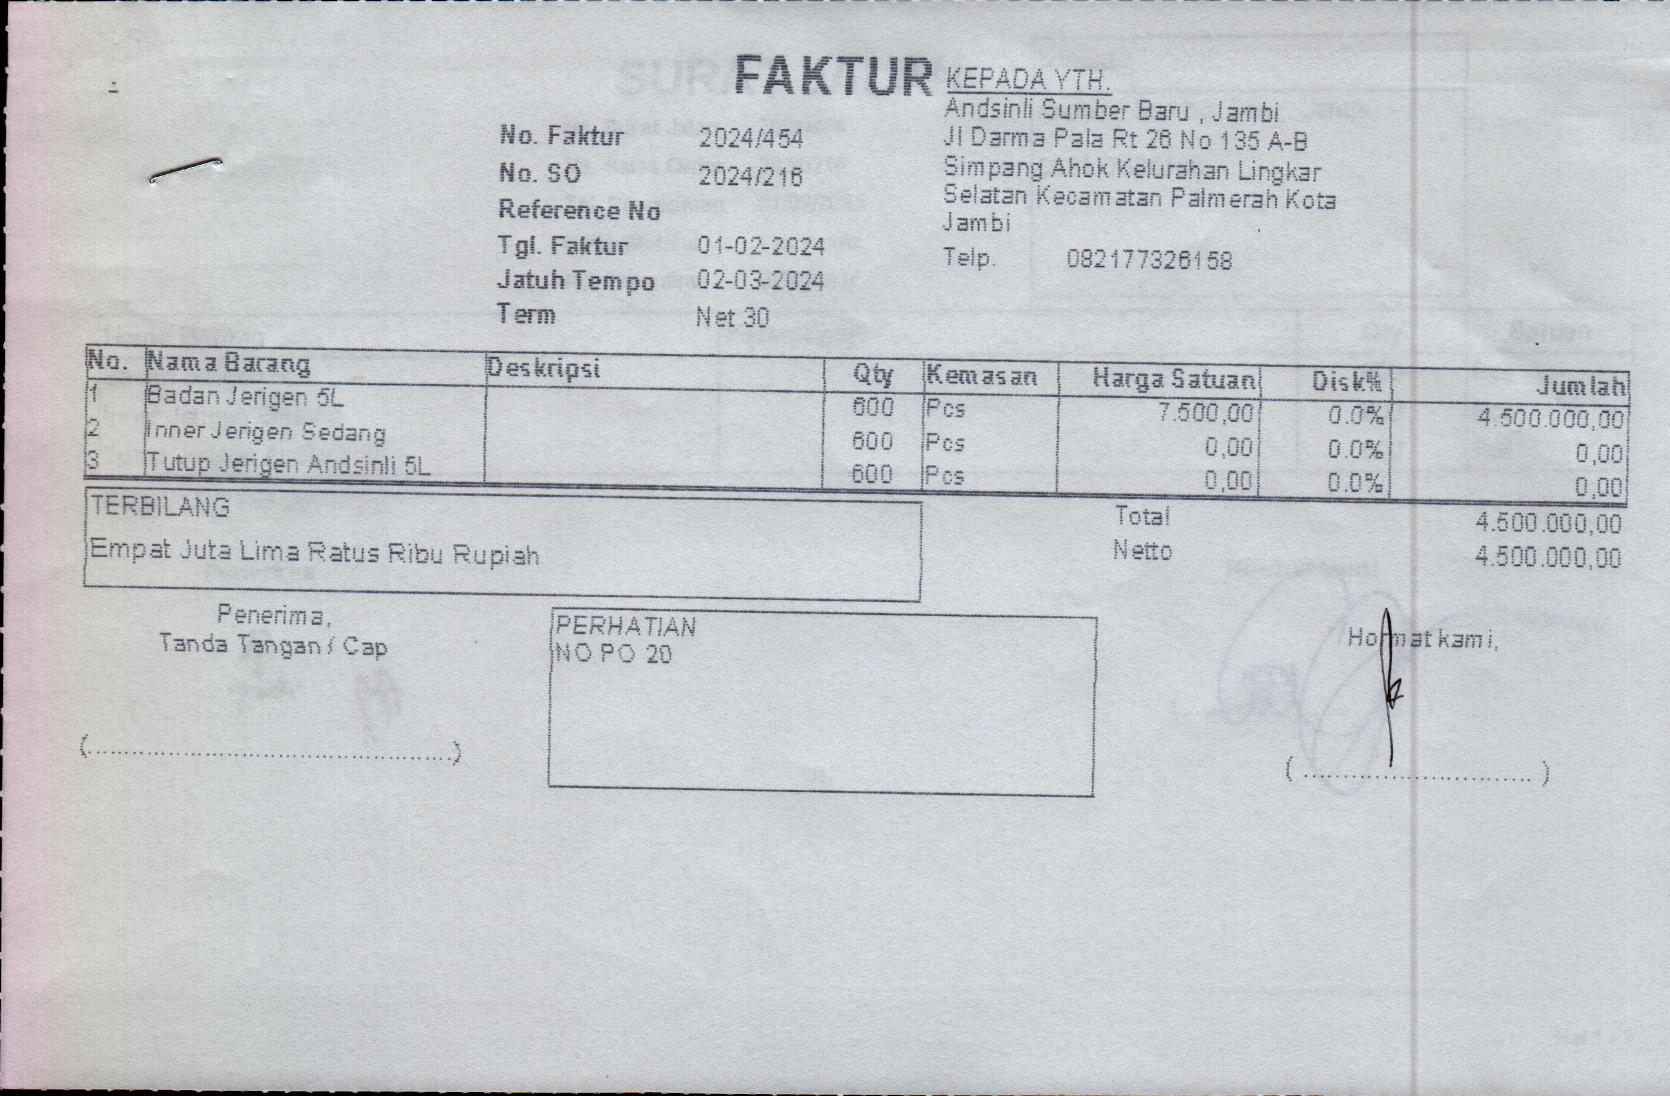 FAKTUR
No. Faktur 2024/454
No. SO 2024/216
Reference No
Tgl. Faktur 01-02-2024
Jatuh Tempo 02-03-2024
Term Net 30
KEPADA YTH.
Andsinli Sumber Baru , Jambi
Jl Darma Pala Rt 26 No 135 A-B
Simpang Ahok Kelurahan Lingkar
Selatan Kecamatan Palmerah Kota
Jambi
Telp. 082177326158
No. Nama Barang Deskripsi Qty Kemasan Harga Satuan Disk% Jumlah
1 Badan Jerigen 5L 600 Pcs 7.500,00 0.0% 4.500.000,00
2 Inner Jerigen Sedang 600 Pcs 0,00 0.0% 0,00
3 Tutup Jerigen Andsinli 5L 600 Pcs 0,00 0.0% 0,00
TERBILANG
Empat Juta Lima Ratus Ribu Rupiah
Total 4.500.000,00
Netto 4.500.000,00
Penerima,
Tanda Tangan / Cap
(..........................................)
PERHATIAN
NO PO 20
Hormat kami,
( .............................. )